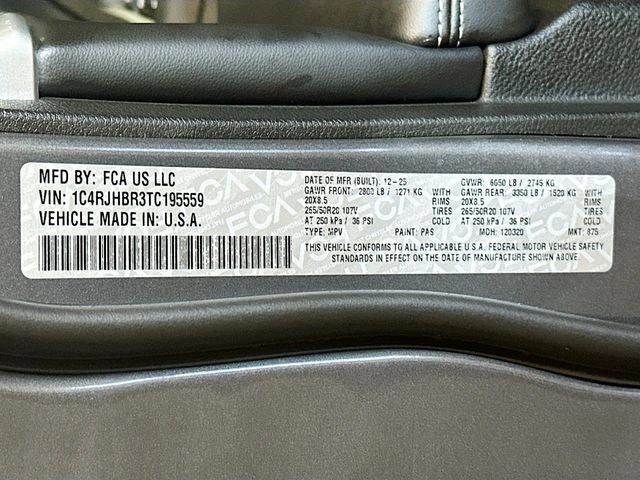 MFD BY: FCA US LLC
VIN: 1C4RJHBR3TC195559
VEHICLE MADE IN: U.S.A.
DATE OF MFR (BUILT): 12-25 GVWR: 6050 LB / 2745 KG
GAWR FRONT: 2800 LB / 1271 KG WITH GAWR REAR: 3350 LB / 1520 KG WITH
20X8.5 RIMS 20X8.5 RIMS
265/50R20 107V TIRES 265/50R20 107V TIRES
AT 250 kPa / 36 PSI COLD AT 250 kPa / 36 PSI COLD
TYPE: MPV PAINT: PAS MDH: 120320 MKT: 875
THIS VEHICLE CONFORMS TO ALL APPLICABLE U.S.A. FEDERAL MOTOR VEHICLE SAFETY
STANDARDS IN EFFECT ON THE DATE OF MANUFACTURE SHOWN ABOVE.